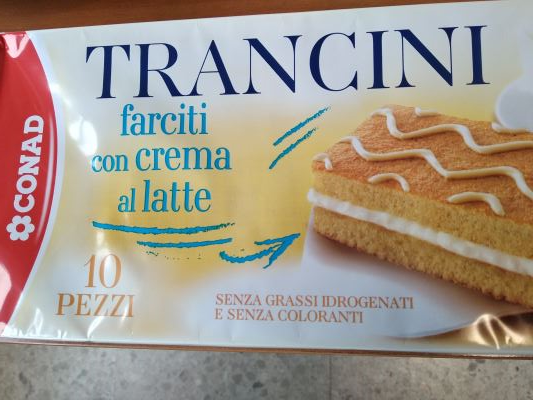 CONAD
TRANCINI
farciti
con crema
al latte
10
PEZZI
SENZA GRASSI IDROGENATI
E SENZA COLORANTI